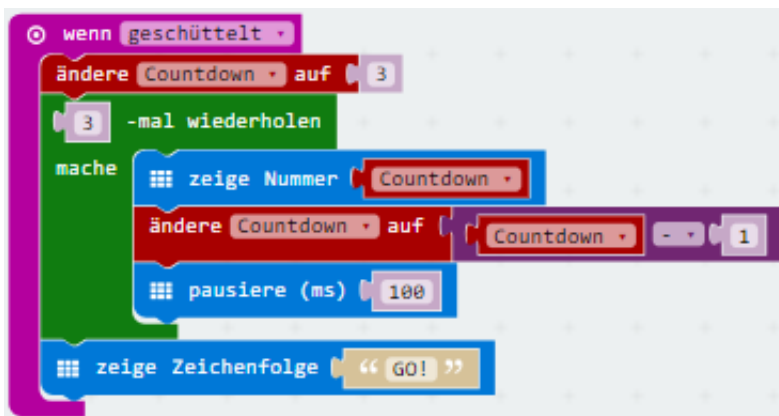 wenn geschüttelt
ändere Countdown auf 3
3 -mal wiederholen
mache
zeige Nummer Countdown
ändere Countdown auf Countdown - 1
pausiere (ms) 100
zeige Zeichenfolge “ GO! ”